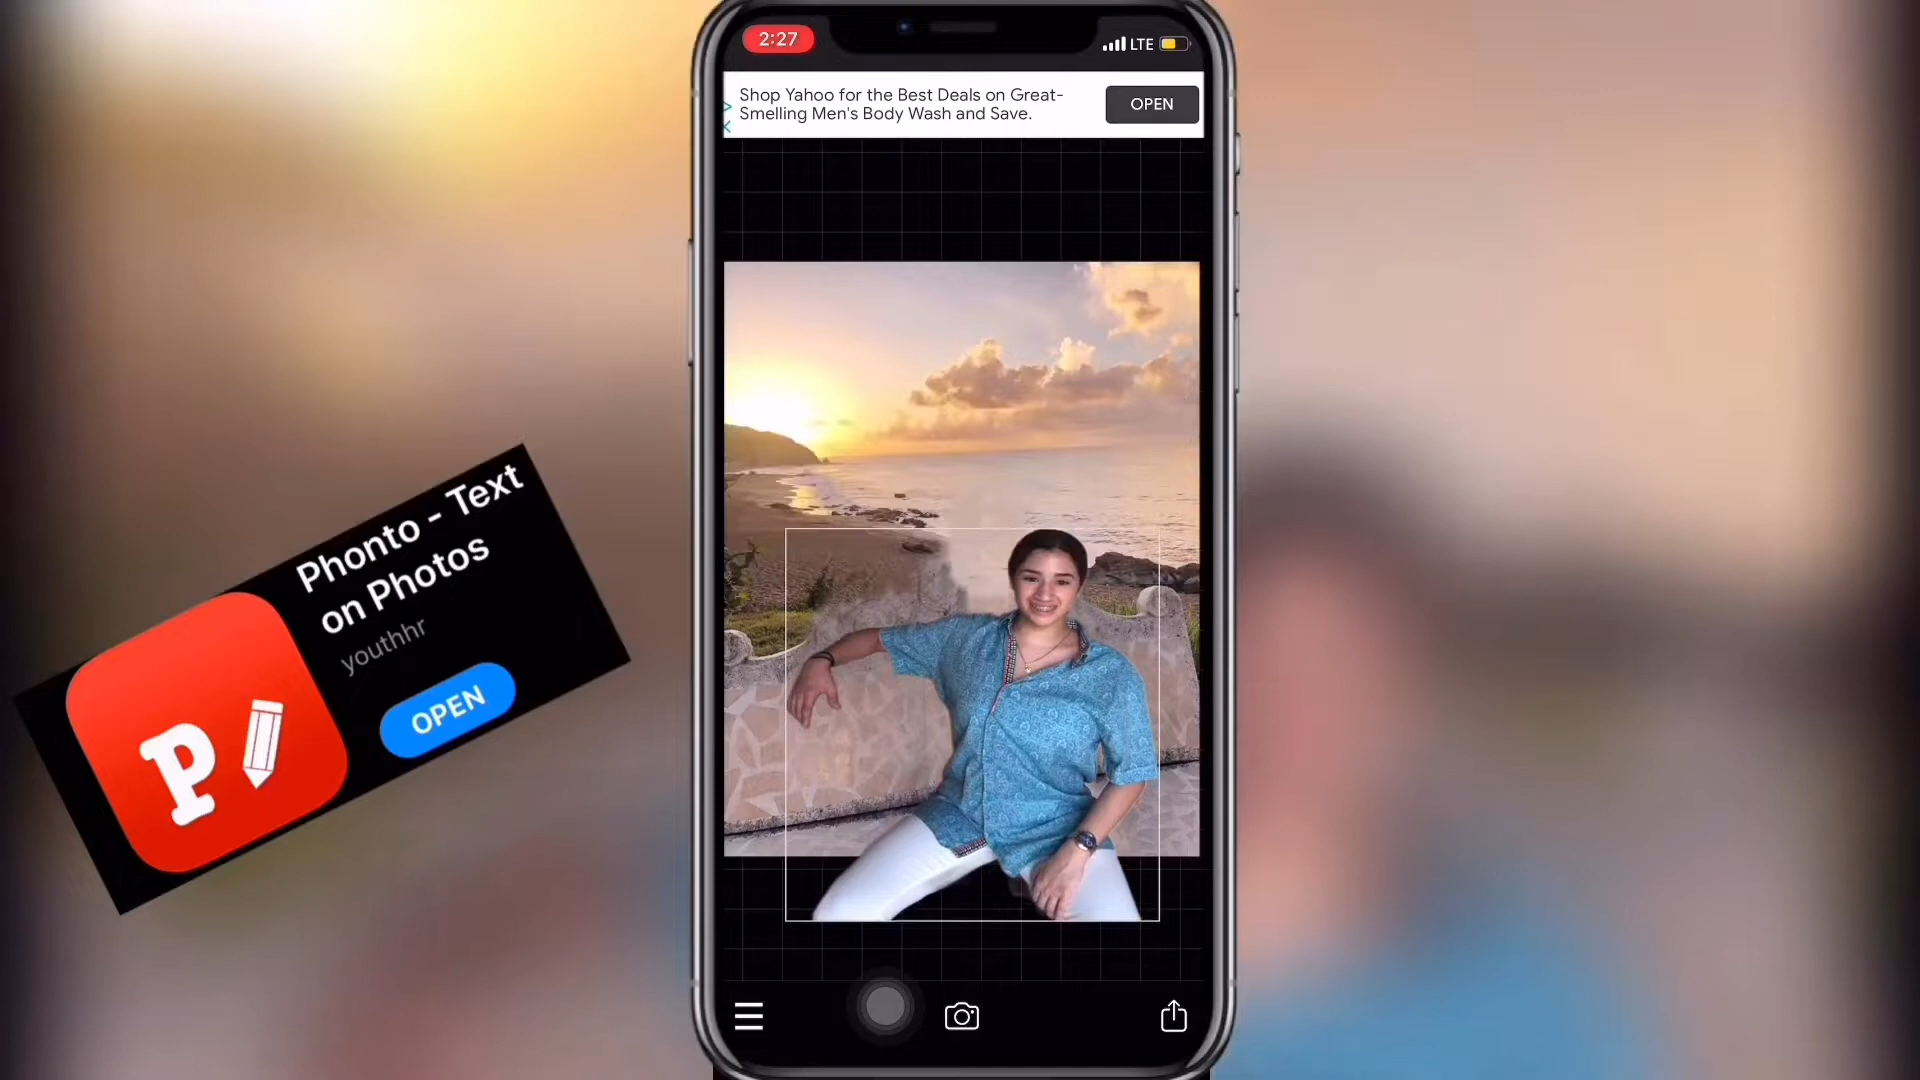 2:27
LTE
Shop Yahoo for the Best Deals on Great-
Smelling Men's Body Wash and Save.
OPEN
Phonto - Text
on Photos
youthhr
OPEN
P